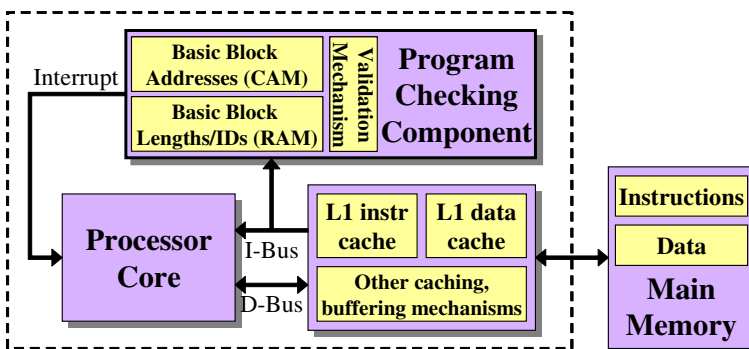 Interrupt
Basic Block
Addresses (CAM)
Basic Block
Lengths/IDs (RAM)
Validation
Mechanism
Program
Checking
Component
Processor
Core
I-Bus
D-Bus
L1 instr
cache
L1 data
cache
Other caching,
buffering mechanisms
Instructions
Data
Main
Memory